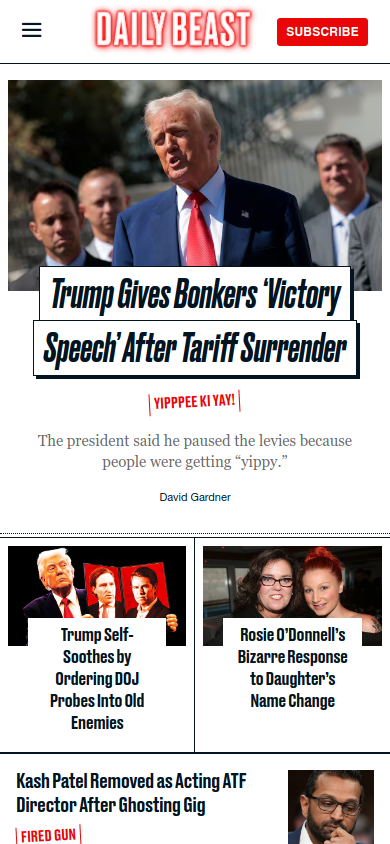 DAILY BEAST
SUBSCRIBE
Trump Gives Bonkers ‘Victory
Speech’ After Tariff Surrender
YIPPPEE KI YAY!
The president said he paused the levies because
people were getting “yippy.”
David Gardner
Trump Self-
Soothes by
Ordering DOJ
Probes Into Old
Enemies
Rosie O’Donnell’s
Bizarre Response
to Daughter’s
Name Change
Kash Patel Removed as Acting ATF
Director After Ghosting Gig
FIRED GUN